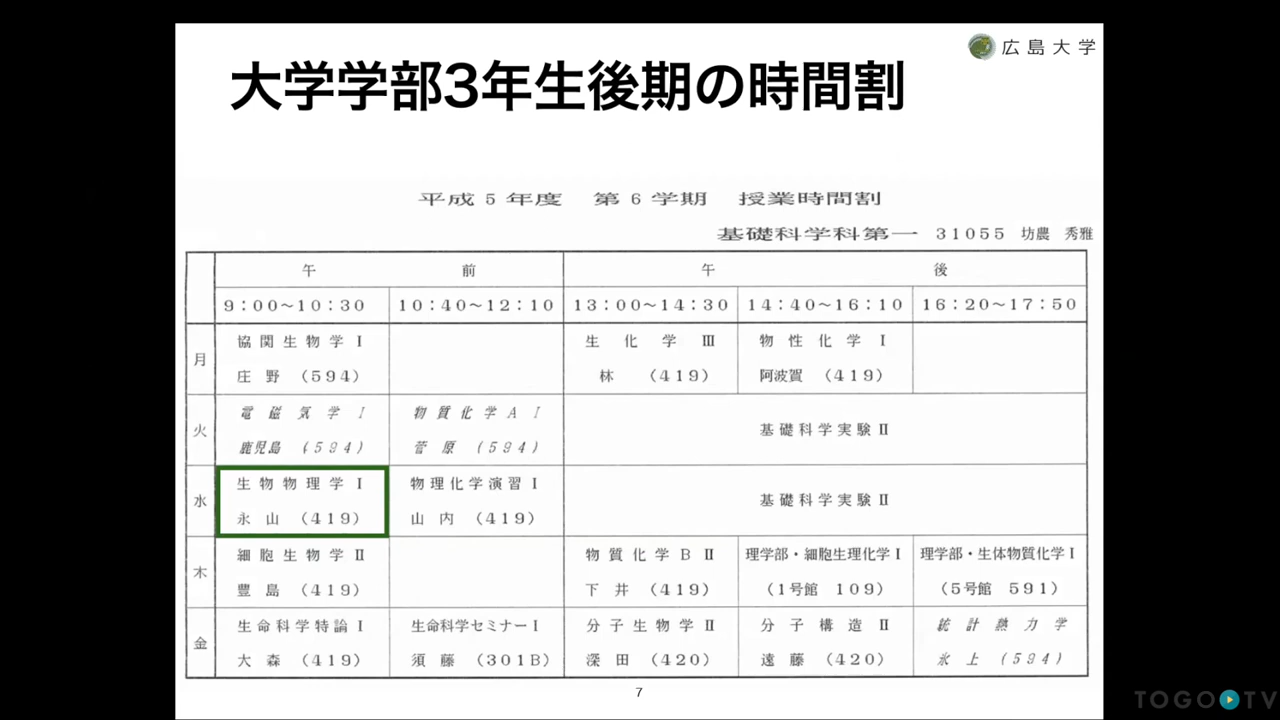 広島大学
大学学部3年生後期の時間割
平成5年度 第6学期 授業時間割
基礎科学科第一 31055 坊農 秀雅
午前 午後
9:00～10:30 10:40～12:10 13:00～14:30 14:40～16:10 16:20～17:50
月
協関生物学Ⅰ 生化学Ⅲ 物性化学Ⅰ
庄野 (594) 林 (419) 阿波賀 (419)
火
電磁気学Ⅰ 物質化学AⅠ 基礎科学実験Ⅱ
鹿児島 (594) 菅原 (594)
水
生物物理学Ⅰ 物理化学演習Ⅰ 基礎科学実験Ⅱ
永山 (419) 山内 (419)
木
細胞生物学Ⅱ 物質化学BⅡ 理学部・細胞生理化学Ⅰ 理学部・生体物質化学Ⅰ
豊島 (419) 下井 (419) (1号館 109) (5号館 591)
金
生命科学特論Ⅰ 生命科学セミナーⅠ 分子生物学Ⅱ 分子構造Ⅱ 統計熱力学
大森 (419) 須藤 (301B) 深田 (420) 遠藤 (420) 氷上 (594)
7
TOGOTV